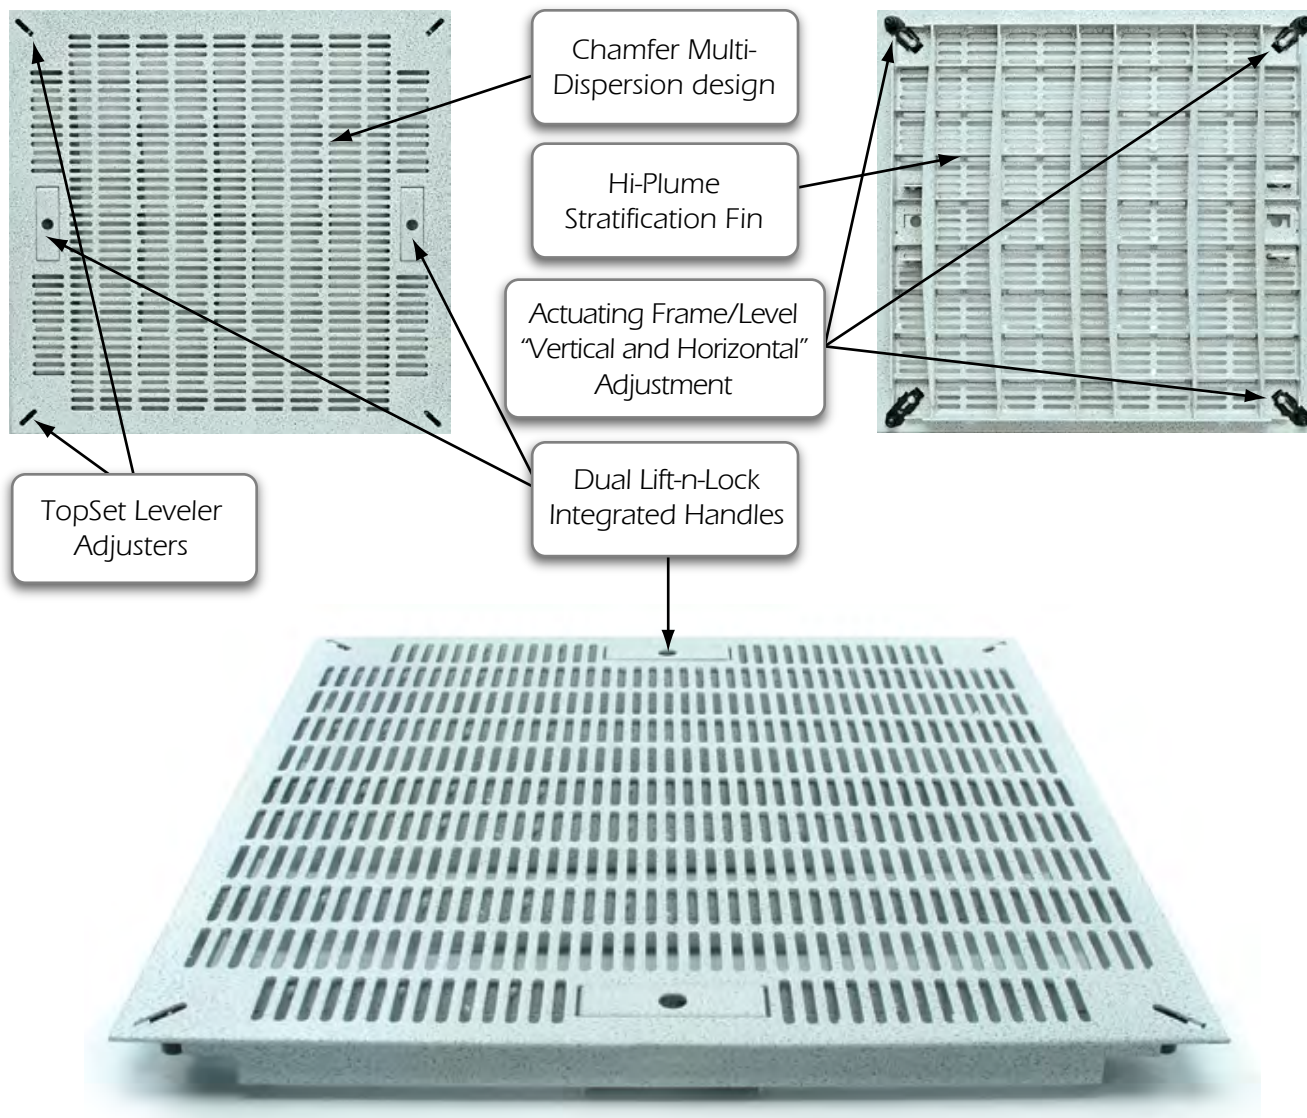 Chamfer Multi-
Dispersion design
Hi-Plume
Stratification Fin
Actuating Frame/Level
“Vertical and Horizontal”
Adjustment
Dual Lift-n-Lock
Integrated Handles
TopSet Leveler
Adjusters